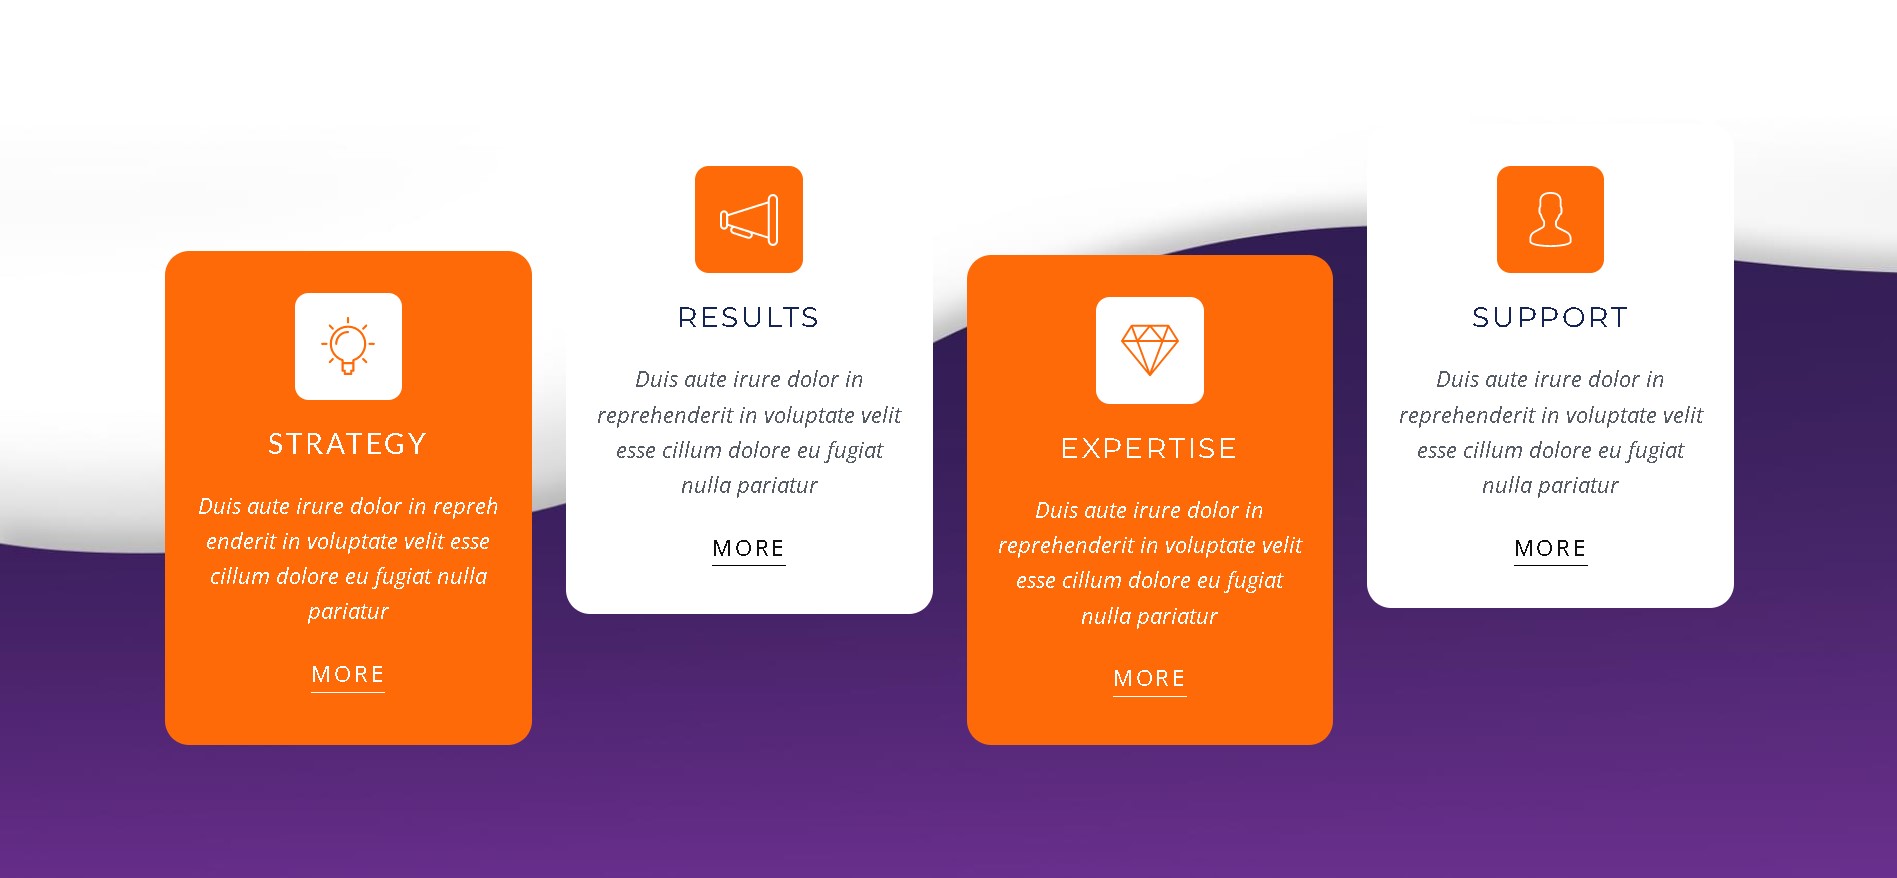 STRATEGY
Duis aute irure dolor in repreh
enderit in voluptate velit esse
cillum dolore eu fugiat nulla
pariatur
MORE
RESULTS
Duis aute irure dolor in
reprehenderit in voluptate velit
esse cillum dolore eu fugiat
nulla pariatur
MORE
EXPERTISE
Duis aute irure dolor in
reprehenderit in voluptate velit
esse cillum dolore eu fugiat
nulla pariatur
MORE
SUPPORT
Duis aute irure dolor in
reprehenderit in voluptate velit
esse cillum dolore eu fugiat
nulla pariatur
MORE